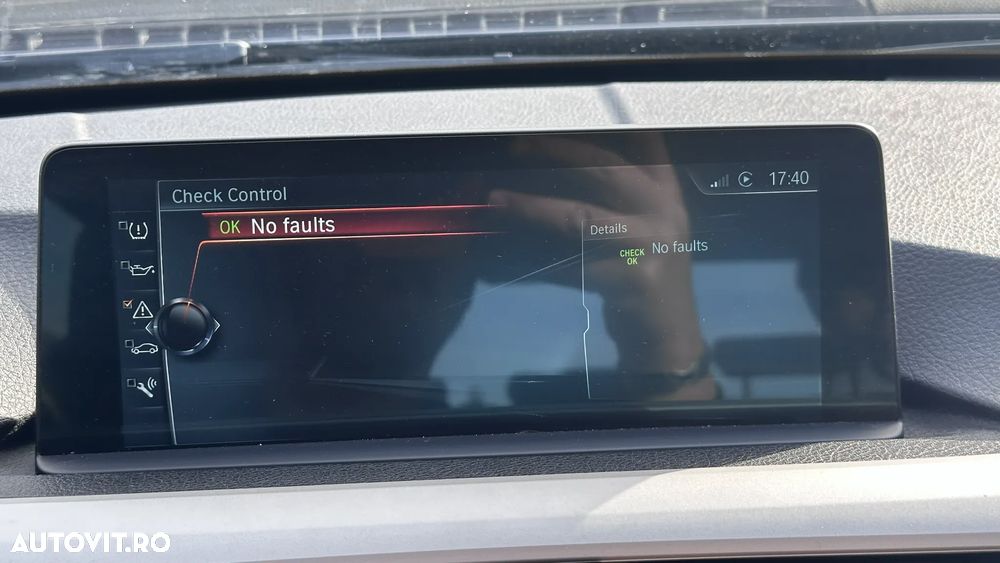 17:40
Check Control
OK No faults
Details
CHECK
OK
No faults
AUTOVIT.RO